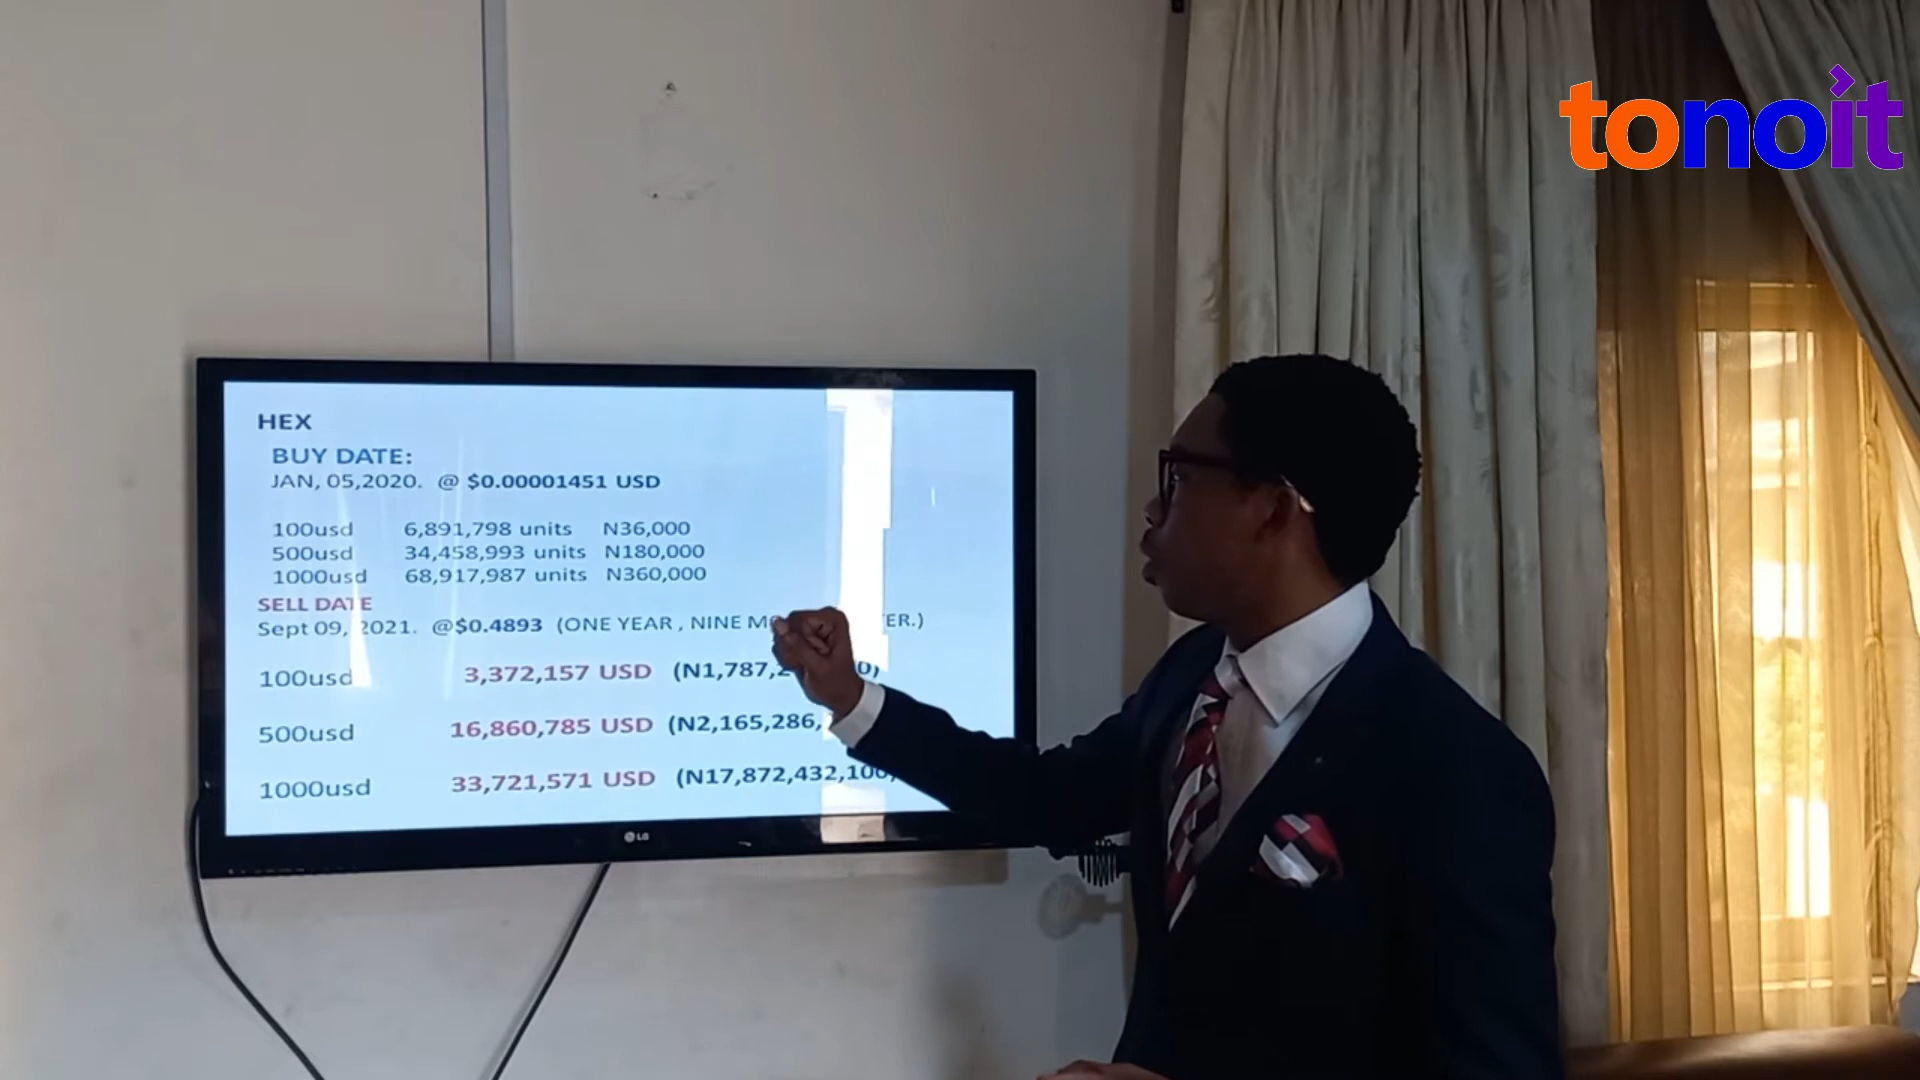 tonoit
HEX
BUY DATE:
JAN, 05,2020. @ $0.00001451 USD
100usd 6,891,798 units N36,000
500usd 34,458,993 units N180,000
1000usd 68,917,987 units N360,000
SELL DATE
Sept 09, 2021. @$0.4893 (ONE YEAR , NINE
100usd 3,372,157 USD
500usd 16,860,785 USD (N2,165,286,
1000usd 33,721,571 USD (N17,872,432,100
LG